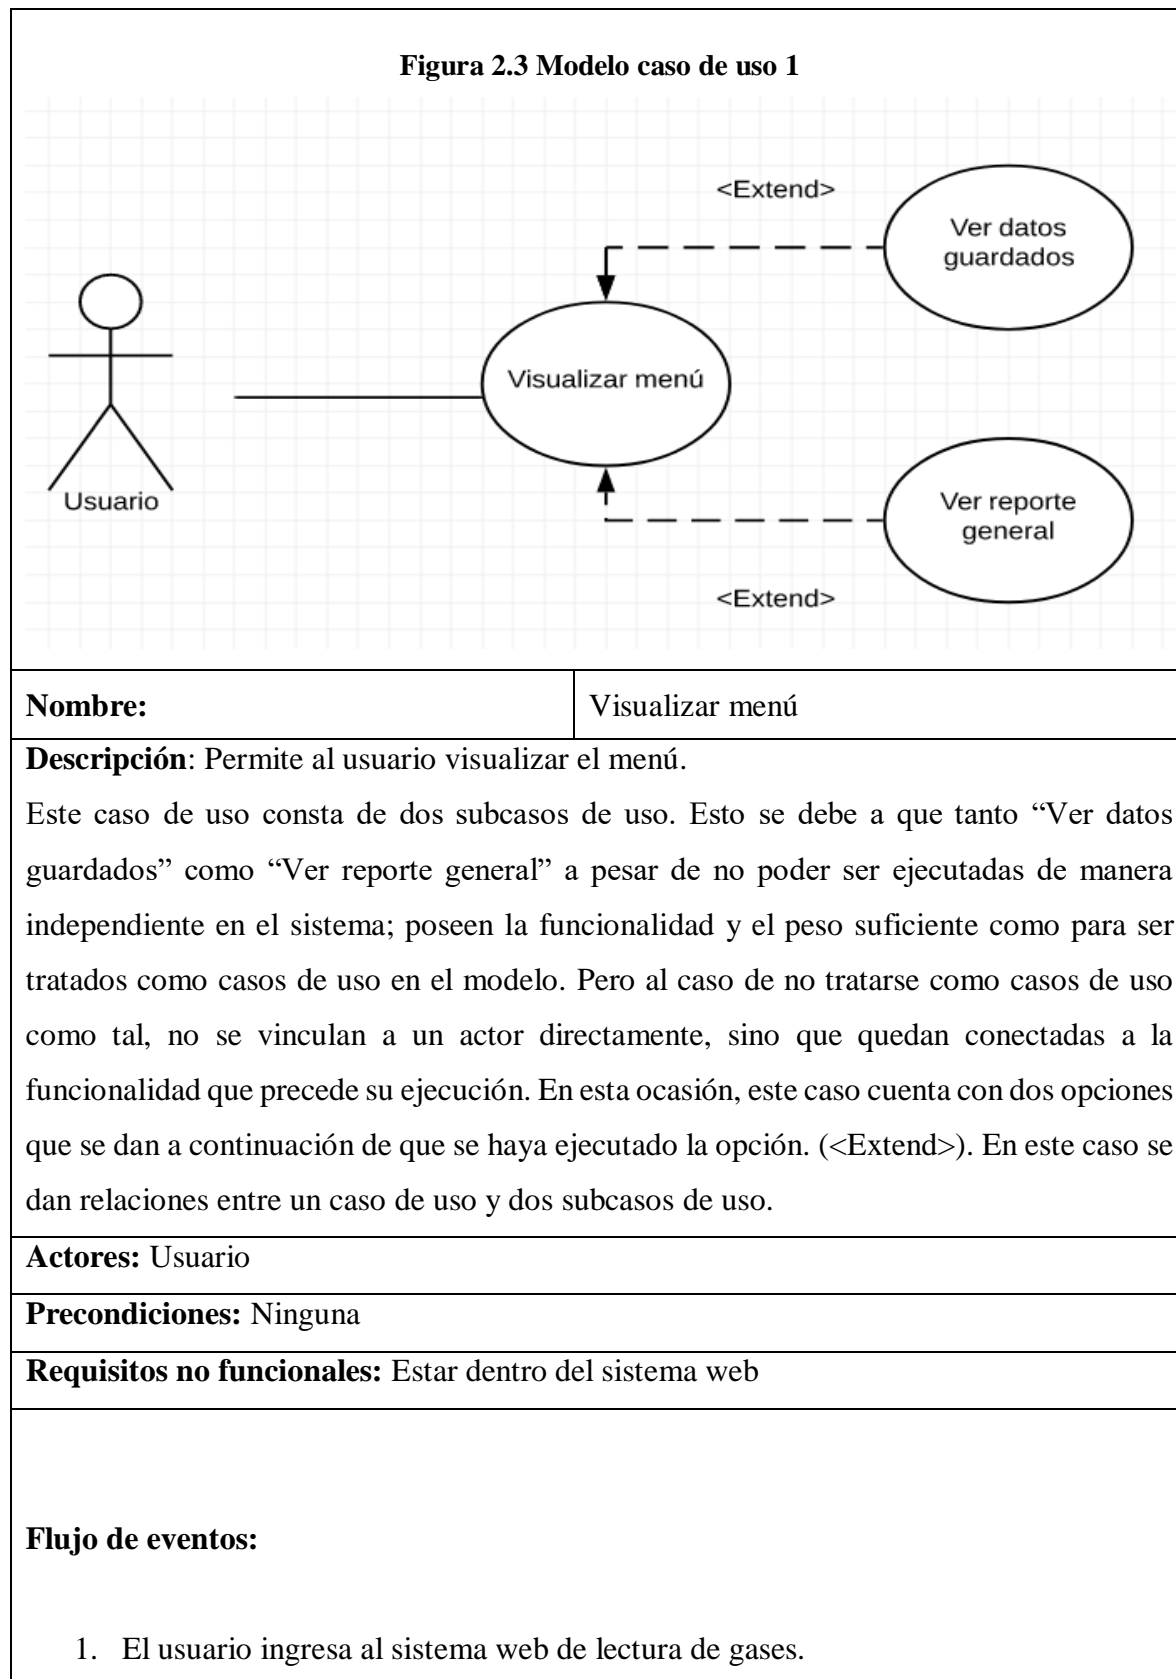 Figura 2.3 Modelo caso de uso 1
<Extend>
Ver datos
guardados
Visualizar menú
Usuario
Ver reporte
general
<Extend>
Nombre:
Visualizar menú
Descripción: Permite al usuario visualizar el menú.
Este caso de uso consta de dos subcasos de uso. Esto se debe a que tanto “Ver datos
guardados” como “Ver reporte general” a pesar de no poder ser ejecutadas de manera
independiente en el sistema; poseen la funcionalidad y el peso suficiente como para ser
tratados como casos de uso en el modelo. Pero al caso de no tratarse como casos de uso
como tal, no se vinculan a un actor directamente, sino que quedan conectadas a la
funcionalidad que precede su ejecución. En esta ocasión, este caso cuenta con dos opciones
que se dan a continuación de que se haya ejecutado la opción. (<Extend>). En este caso se
dan relaciones entre un caso de uso y dos subcasos de uso.
Actores: Usuario
Precondiciones: Ninguna
Requisitos no funcionales: Estar dentro del sistema web
Flujo de eventos:
1. El usuario ingresa al sistema web de lectura de gases.